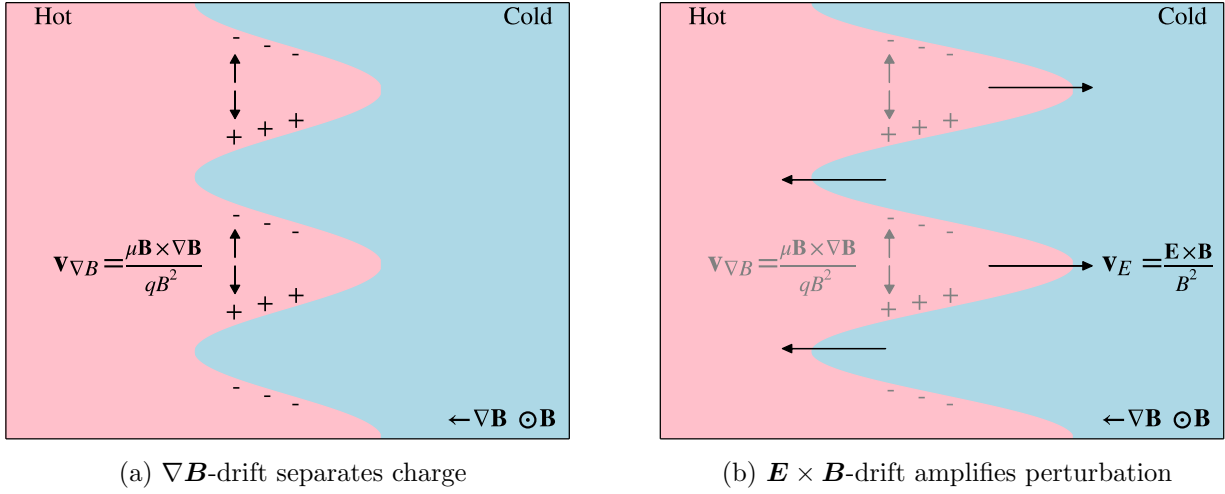 Hot Cold
- - -
+ + +
- - -
𝐯∇B = μ𝐁×∇𝐁 / qB²
+ + +
- - -
←∇𝐁 ⊙𝐁
(a) ∇𝑩-drift separates charge
Hot Cold
- - -
+ + +
- - -
𝐯∇B = μ𝐁×∇𝐁 / qB²
𝐯E = 𝐄×𝐁 / B²
+ + +
- - -
←∇𝐁 ⊙𝐁
(b) 𝑬 × 𝑩-drift amplifies perturbation